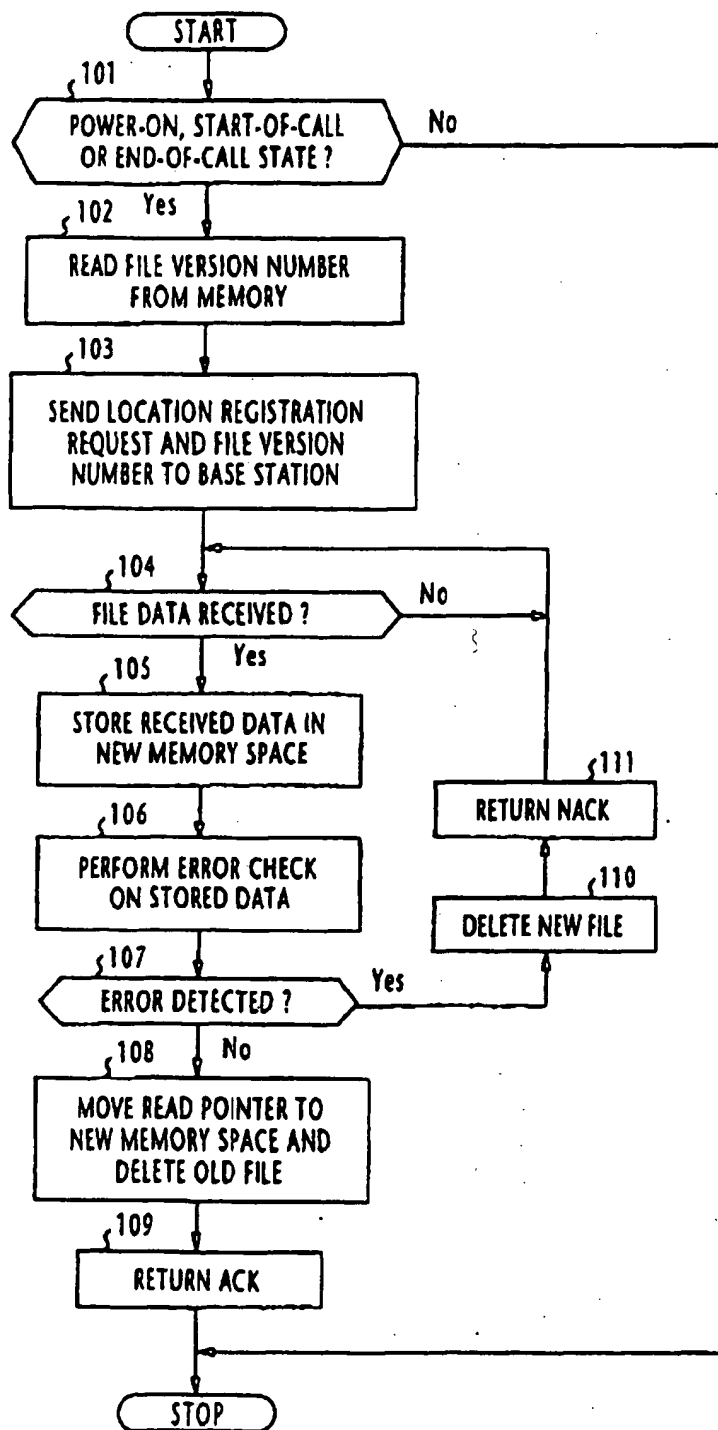 START
101
POWER-ON, START-OF-CALL
OR END-OF-CALL STATE ?
No
Yes
102
READ FILE VERSION NUMBER
FROM MEMORY
103
SEND LOCATION REGISTRATION
REQUEST AND FILE VERSION
NUMBER TO BASE STATION
104
FILE DATA RECEIVED ?
No
Yes
105
STORE RECEIVED DATA IN
NEW MEMORY SPACE
111
RETURN NACK
106
PERFORM ERROR CHECK
ON STORED DATA
110
DELETE NEW FILE
107
ERROR DETECTED ?
Yes
No
108
MOVE READ POINTER TO
NEW MEMORY SPACE AND
DELETE OLD FILE
109
RETURN ACK
STOP